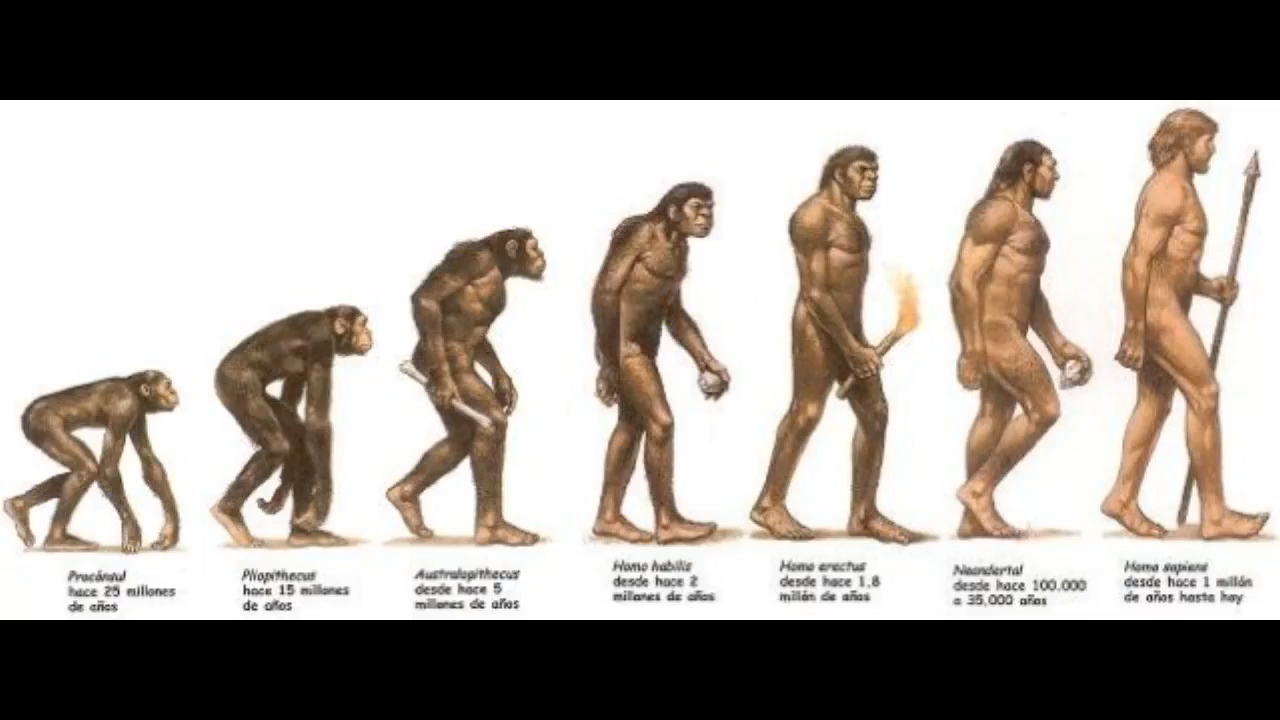 Procónsul
hace 25 millones
de años
Pliopithecus
hace 15 millones
de años
Australopithecus
desde hace 5
millones de años
Homo habilis
desde hace 2
millones de años
Homo erectus
desde hace 1,8
millón de años
Neandertal
desde hace 100.000
a 35.000 años
Homo sapiens
desde hace 1 millón
de años hasta hoy